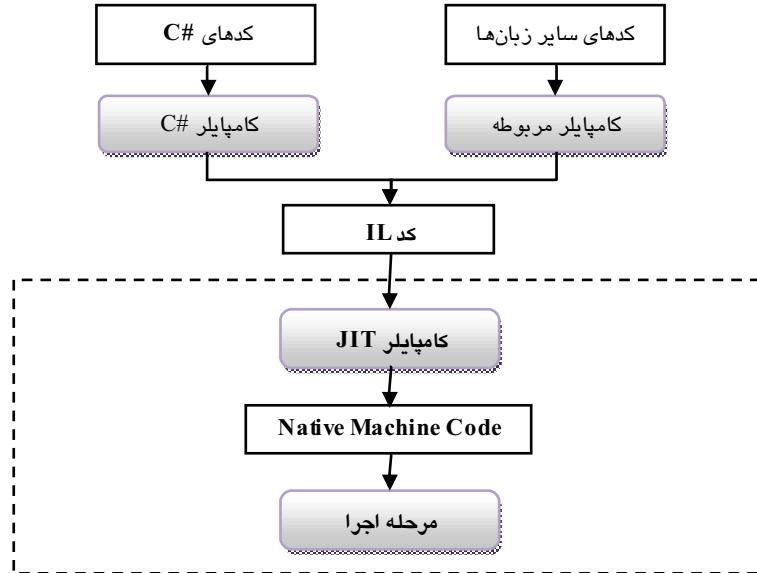 کدهای C#
کدهای سایر زبان‌ها
کامپایلر C#
کامپایلر مربوطه
کد IL
کامپایلر JIT
Native Machine Code
مرحله اجرا